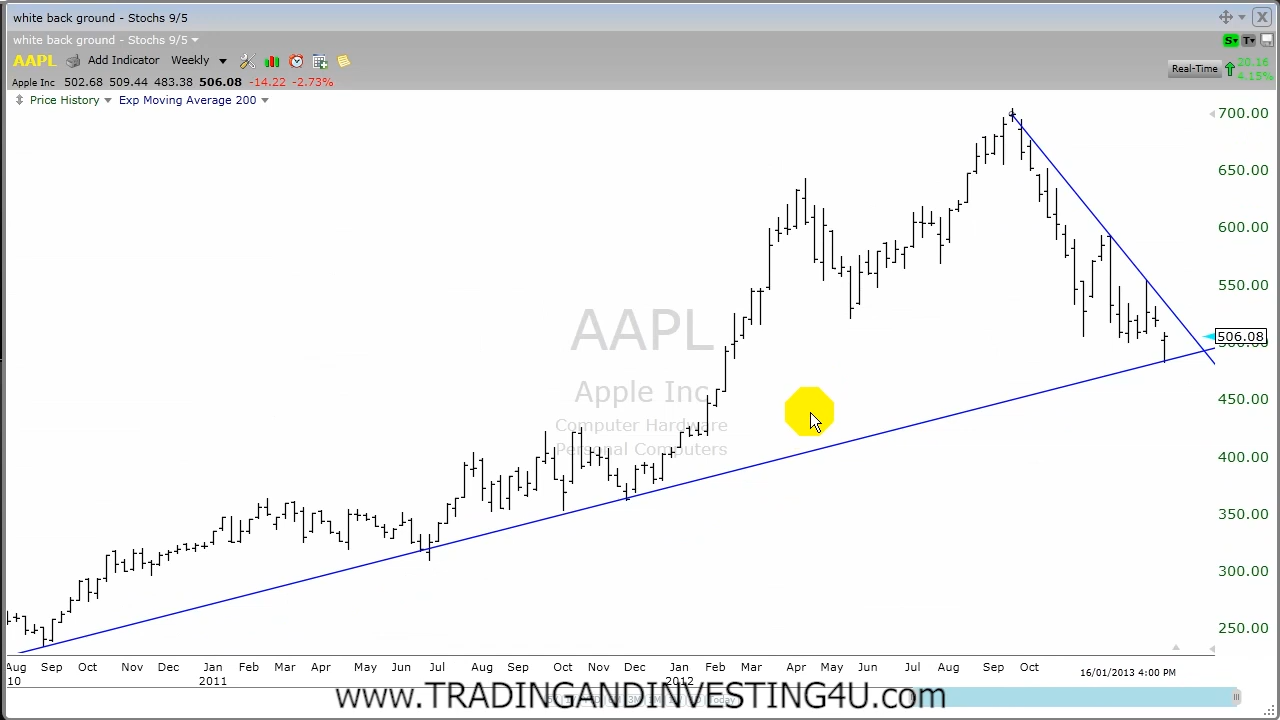 white back ground - Stochs 9/5
white back ground - Stochs 9/5
S T
AAPL Add Indicator Weekly
Real-Time 20.16
4.15%
Apple Inc 502.68 509.44 483.38 506.08 -14.22 -2.73%
Price History Exp Moving Average 200
700.00
650.00
600.00
550.00
AAPL
506.08
Apple Inc
450.00
Computer Hardware
Personal Computers
400.00
350.00
300.00
250.00
Aug Sep Oct Nov Dec Jan Feb Mar Apr May Jun Jul Aug Sep Oct Nov Dec Jan Feb Mar Apr May Jun Jul Aug Sep Oct
10 2011 2012 16/01/2013 4:00 PM
www.TRADINGANDINVESTING4U.com